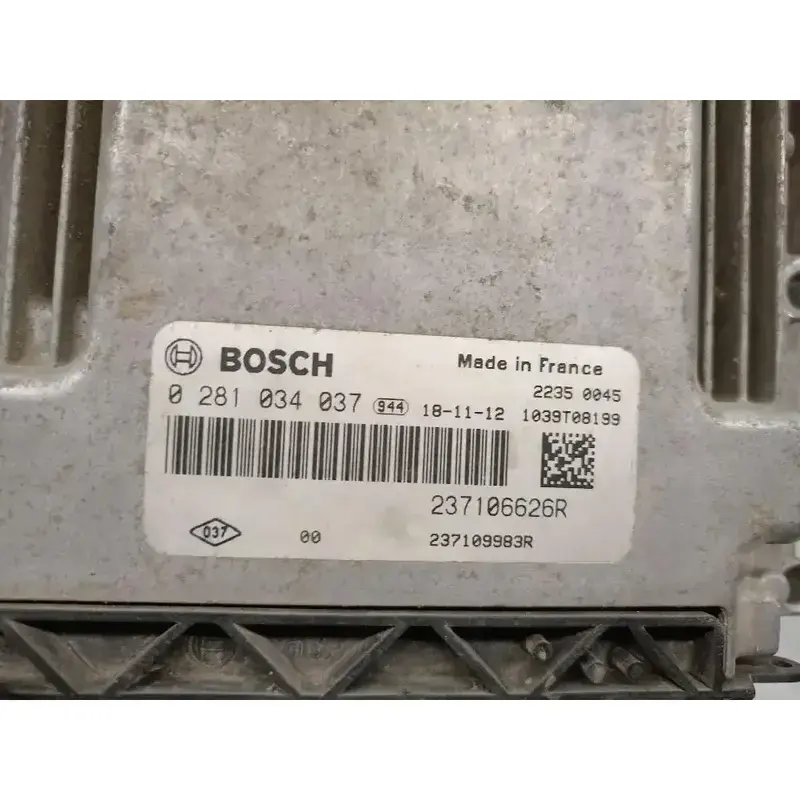 BOSCH Made in France
2235 0045
0 281 034 037 944 18-11-12 1039T08199
237106626R
037 00 237109983R